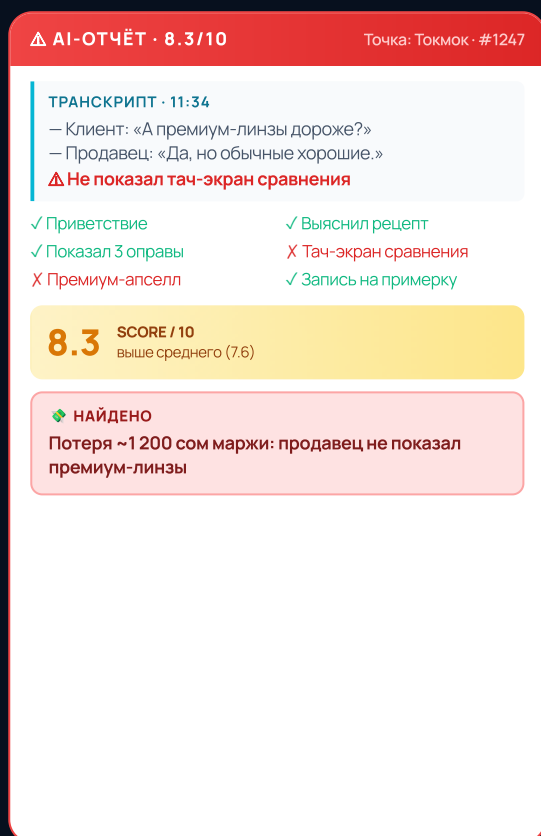 ⚠ AI-ОТЧЁТ · 8.3/10
Точка: Токмок · #1247
ТРАНСКРИПТ · 11:34
— Клиент: «А премиум-линзы дороже?»
— Продавец: «Да, но обычные хорошие.»
⚠ Не показал тач-экран сравнения
✓ Приветствие
✓ Выяснил рецепт
✓ Показал 3 оправы
✗ Тач-экран сравнения
✗ Премиум-апселл
✓ Запись на примерку
8.3
SCORE / 10
выше среднего (7.6)
💸 НАЙДЕНО
Потеря ~1 200 сом маржи: продавец не показал
премиум-линзы